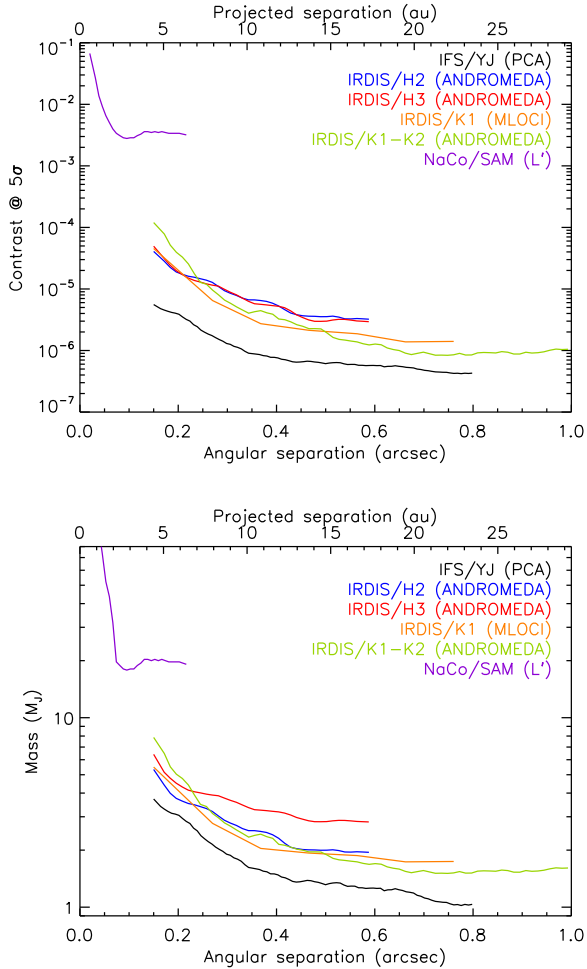 Projected separation (au)
0 5 10 15 20 25
10⁻¹
10⁻²
10⁻³
10⁻⁴
10⁻⁵
10⁻⁶
10⁻⁷
Contrast @ 5σ
IFS/YJ (PCA)
IRDIS/H2 (ANDROMEDA)
IRDIS/H3 (ANDROMEDA)
IRDIS/K1 (MLOCI)
IRDIS/K1−K2 (ANDROMEDA)
NaCo/SAM (L')
0.0 0.2 0.4 0.6 0.8 1.0
Angular separation (arcsec)
Projected separation (au)
0 5 10 15 20 25
10
1
Mass (M_J)
IFS/YJ (PCA)
IRDIS/H2 (ANDROMEDA)
IRDIS/H3 (ANDROMEDA)
IRDIS/K1 (MLOCI)
IRDIS/K1−K2 (ANDROMEDA)
NaCo/SAM (L')
0.0 0.2 0.4 0.6 0.8 1.0
Angular separation (arcsec)